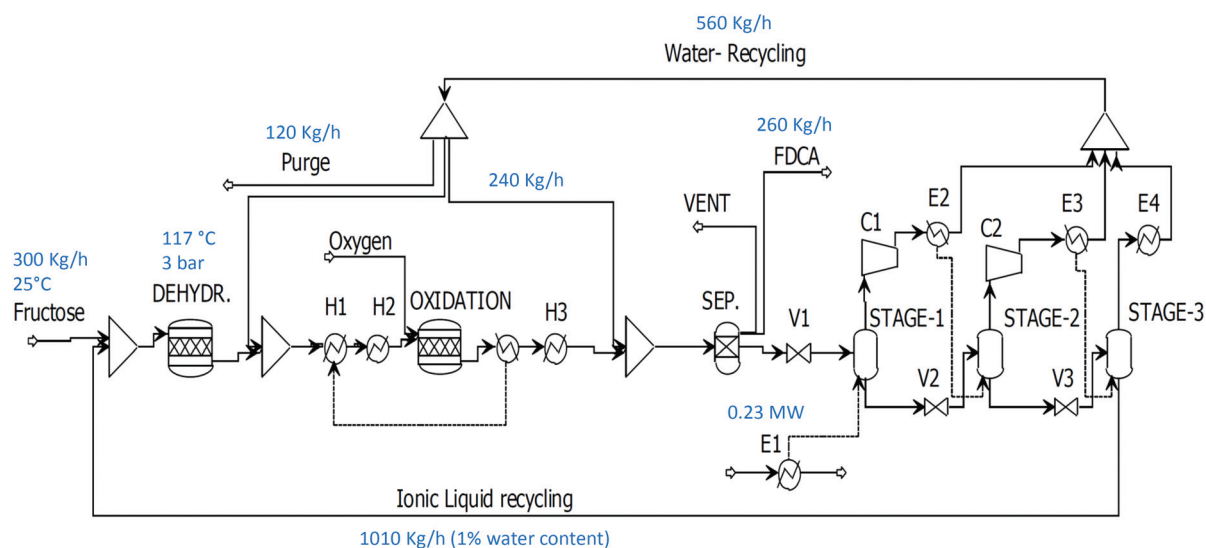 560 Kg/h
Water- Recycling
120 Kg/h
Purge
240 Kg/h
260 Kg/h
FDCA
VENT
E2
E3
E4
C1
C2
117 °C
3 bar
DEHYDR.
Oxygen
300 Kg/h
25°C
Fructose
H1
H2
OXIDATION
H3
SEP.
V1
STAGE-1
STAGE-2
STAGE-3
V2
V3
0.23 MW
E1
Ionic Liquid recycling
1010 Kg/h (1% water content)